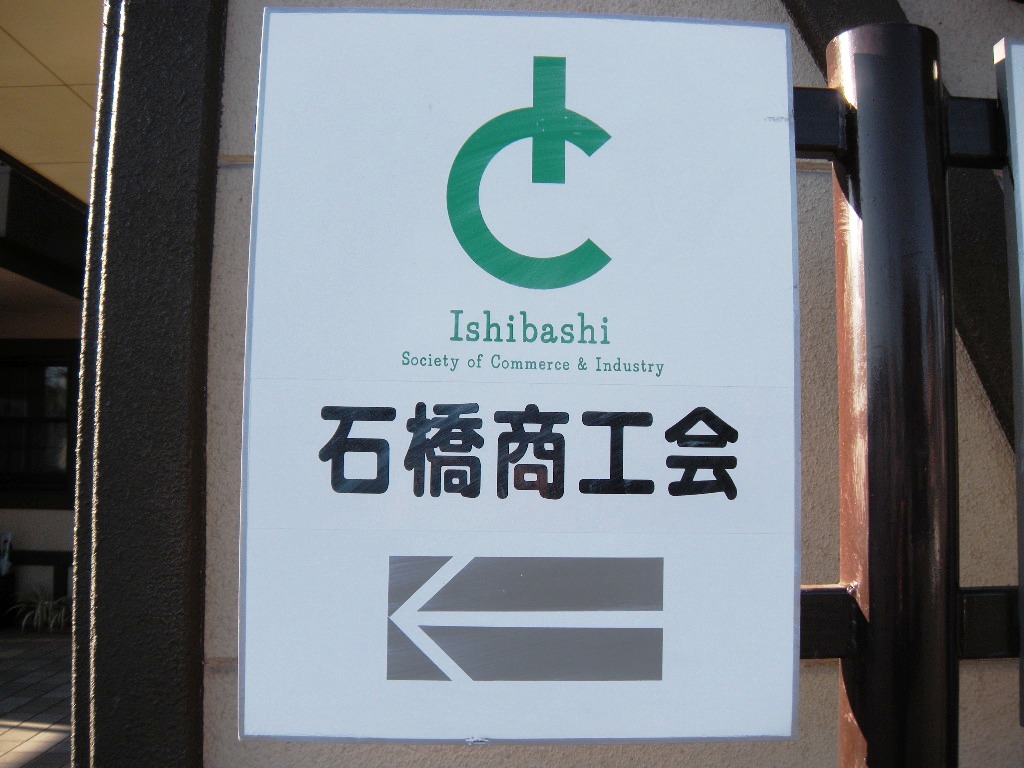 Ishibashi
Society of Commerce & Industry
石橋商工会